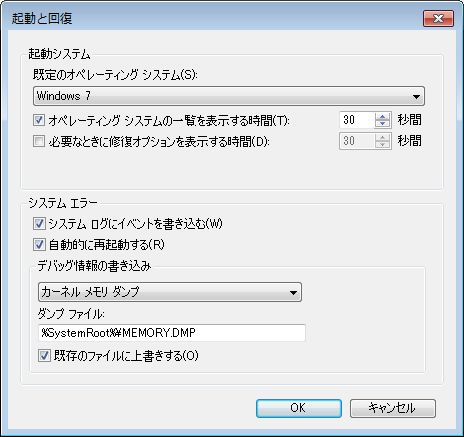 起動と回復
起動システム
既定のオペレーティング システム(S):
Windows 7
オペレーティング システムの一覧を表示する時間(T): 30 秒間
必要なときに修復オプションを表示する時間(D): 30 秒間
システム エラー
システム ログにイベントを書き込む(W)
自動的に再起動する(R)
デバッグ情報の書き込み
カーネル メモリ ダンプ
ダンプ ファイル:
%SystemRoot%¥MEMORY.DMP
既存のファイルに上書きする(O)
OK キャンセル